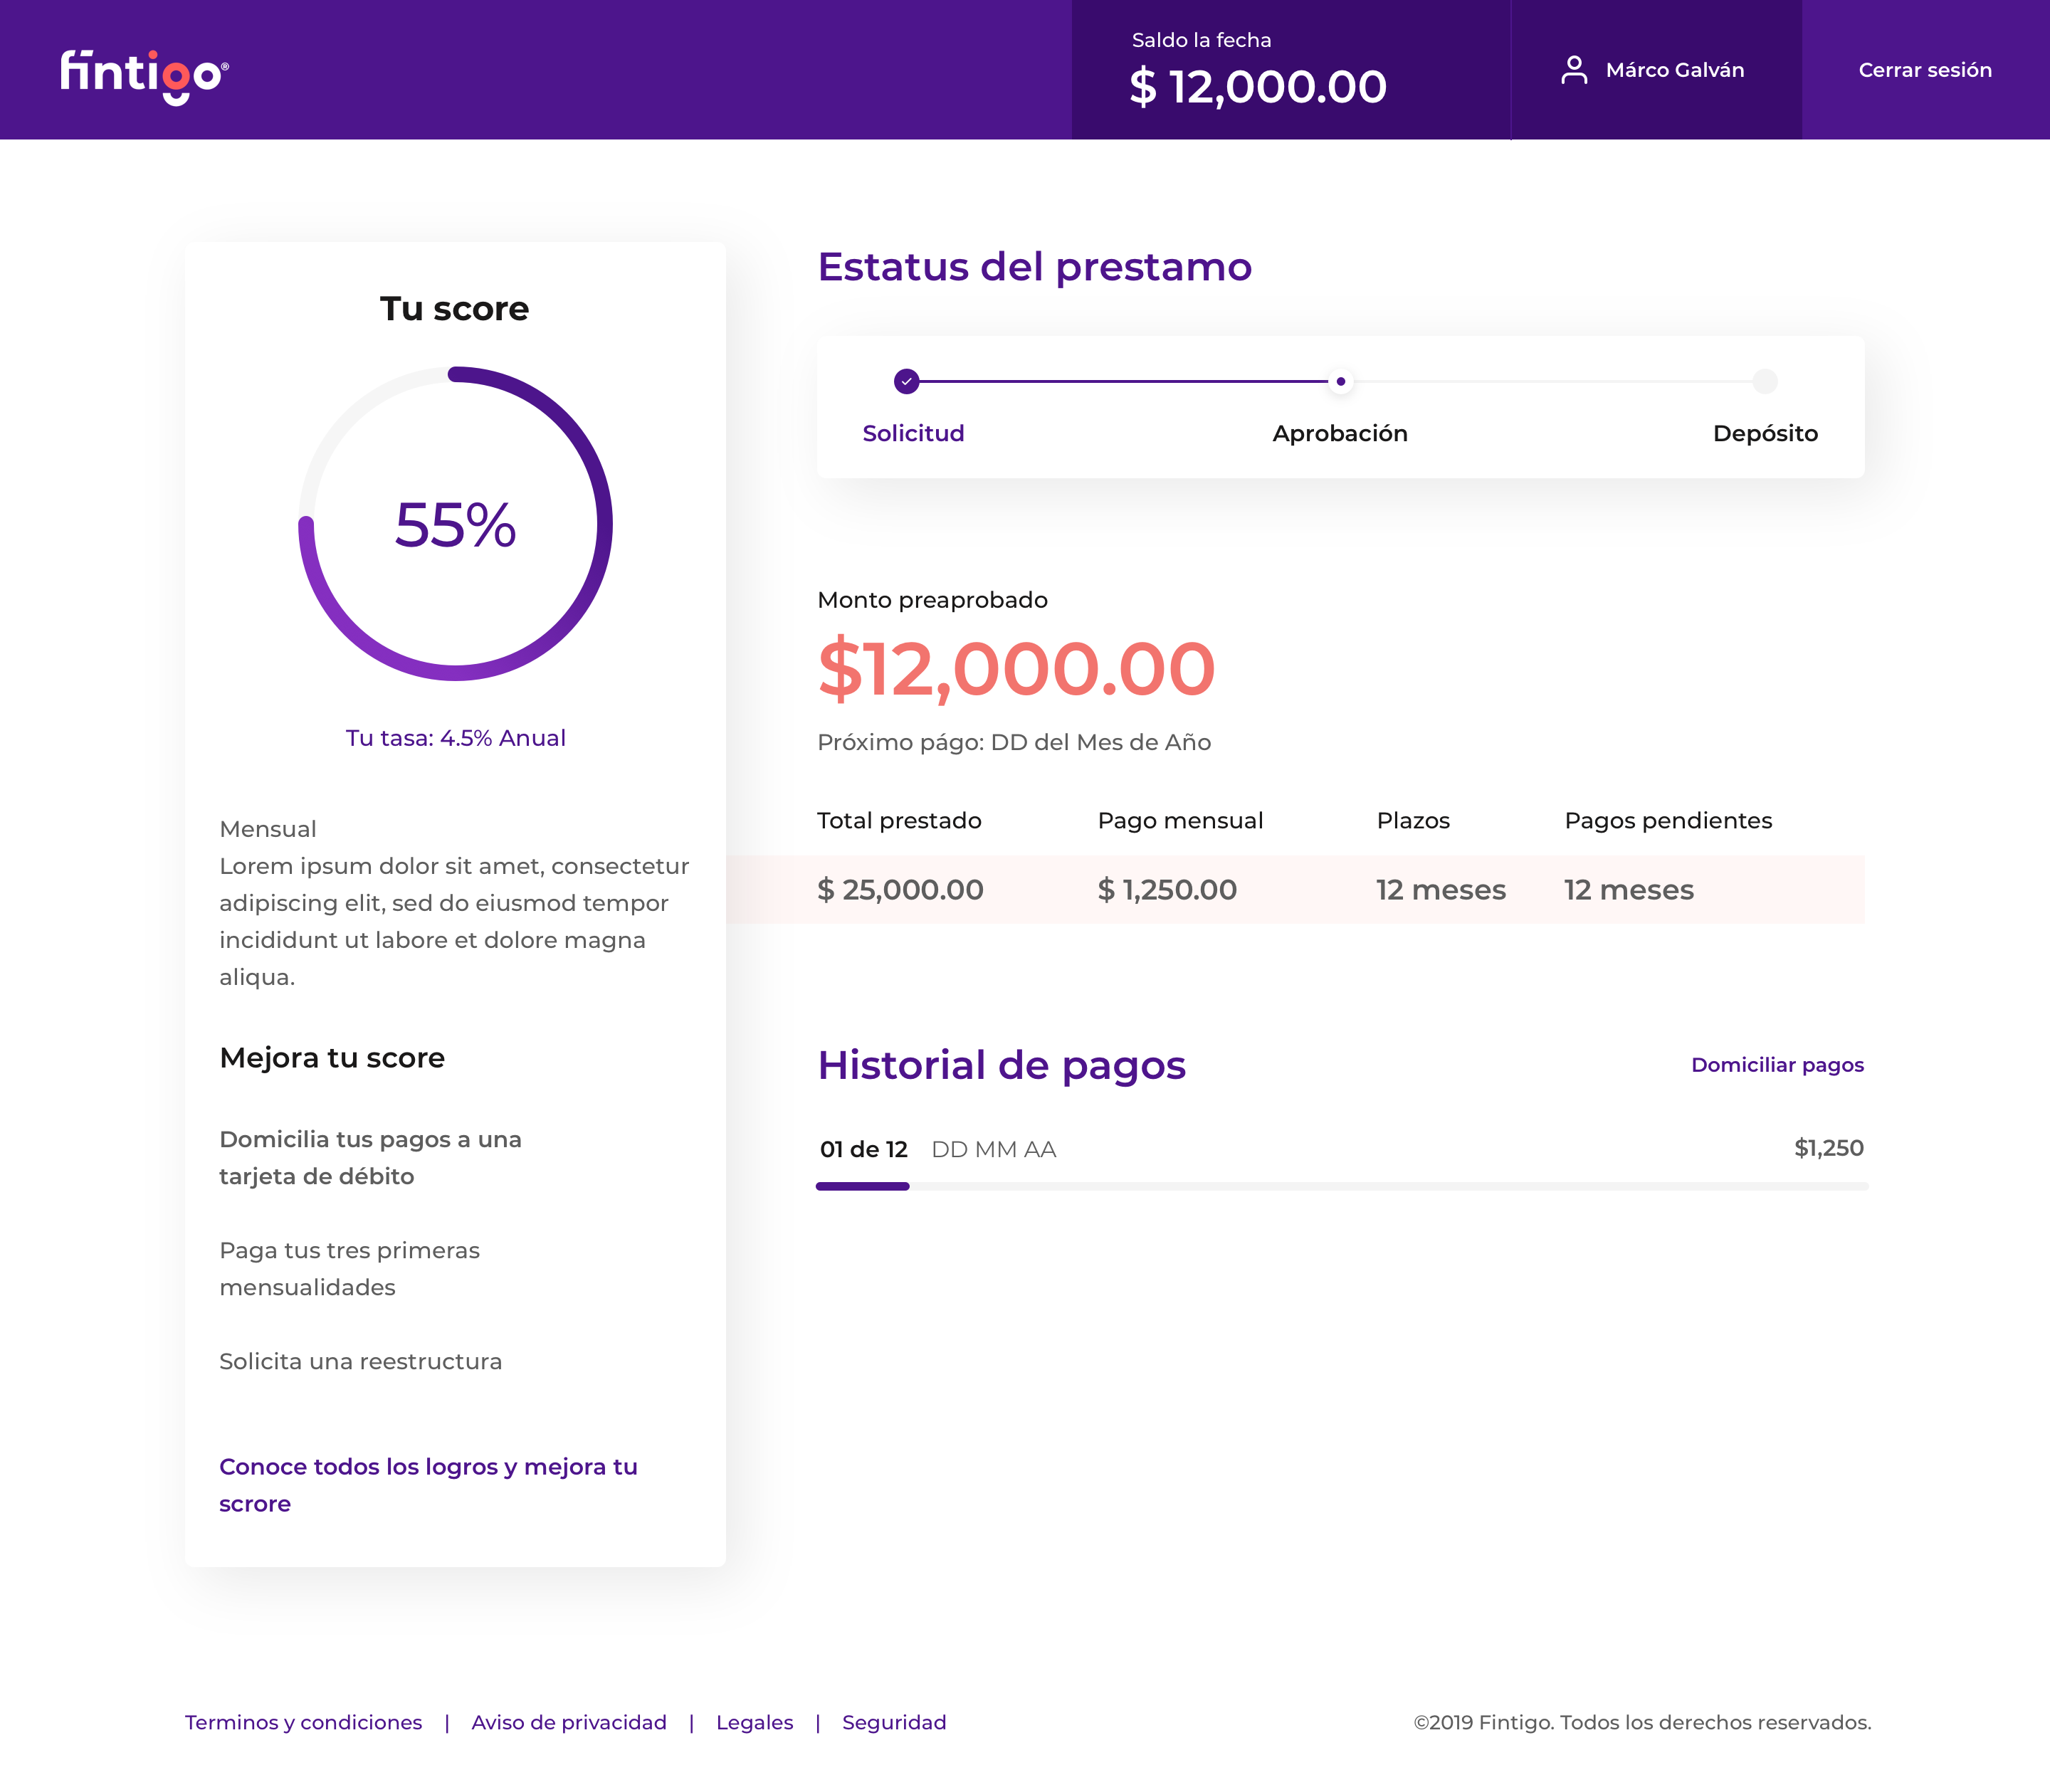 fintigo®
Saldo la fecha
$ 12,000.00
Márco Galván
Cerrar sesión
Tu score
55%
Tu tasa: 4.5% Anual
Mensual
Lorem ipsum dolor sit amet, consectetur
adipiscing elit, sed do eiusmod tempor
incididunt ut labore et dolore magna
aliqua.
Mejora tu score
Domicilia tus pagos a una
tarjeta de débito
Paga tus tres primeras
mensualidades
Solicita una reestructura
Conoce todos los logros y mejora tu
scrore
Estatus del prestamo
Solicitud Aprobación Depósito
Monto preaprobado
$12,000.00
Próximo págo: DD del Mes de Año
Total prestado Pago mensual Plazos Pagos pendientes
$ 25,000.00 $ 1,250.00 12 meses 12 meses
Historial de pagos Domiciliar pagos
01 de 12 DD MM AA $1,250
Terminos y condiciones | Aviso de privacidad | Legales | Seguridad
©2019 Fintigo. Todos los derechos reservados.